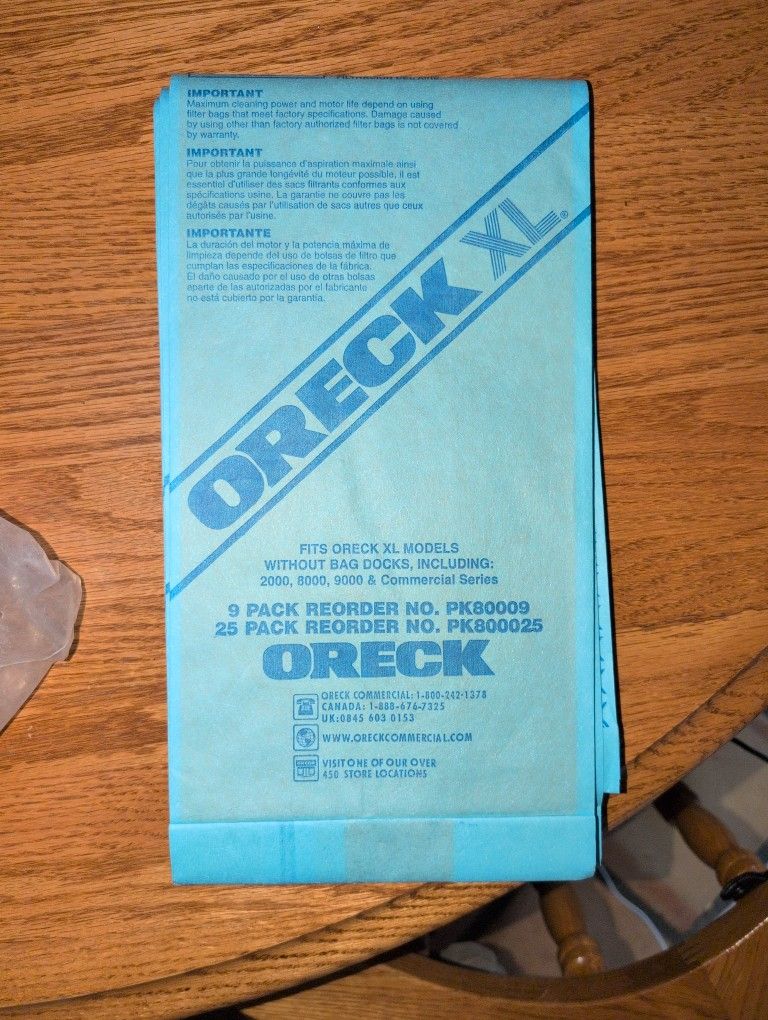 IMPORTANT
Maximum cleaning power and motor life depend on using
filter bags that meet factory specifications. Damage caused
by using other than factory authorized filter bags is not covered
by warranty.
IMPORTANT
Pour obtenir la puissance d'aspiration maximale ainsi
que la plus grande longévité du moteur possible, il est
essentiel d'utiliser des sacs filtrants conformes aux
spécifications usine. La garantie ne couvre pas les
dégâts causés par l'utilisation de sacs autres que ceux
autorisés par l'usine.
IMPORTANTE
La duración del motor y la potencia máxima de
limpieza depende del uso de bolsas de filtro que
cumplan las especificaciones de la fábrica.
El daño causado por el uso de otras bolsas
aparte de las autorizadas por el fabricante
no está cubierto por la garantía.
ORECK XL®
FITS ORECK XL MODELS
WITHOUT BAG DOCKS, INCLUDING:
2000, 8000, 9000 & Commercial Series
9 PACK REORDER NO. PK80009
25 PACK REORDER NO. PK800025
ORECK
ORECK COMMERCIAL: 1-800-242-1378
CANADA: 1-888-676-7325
UK: 0845 603 0153
WWW.ORECKCOMMERCIAL.COM
VISIT ONE OF OUR OVER
450 STORE LOCATIONS